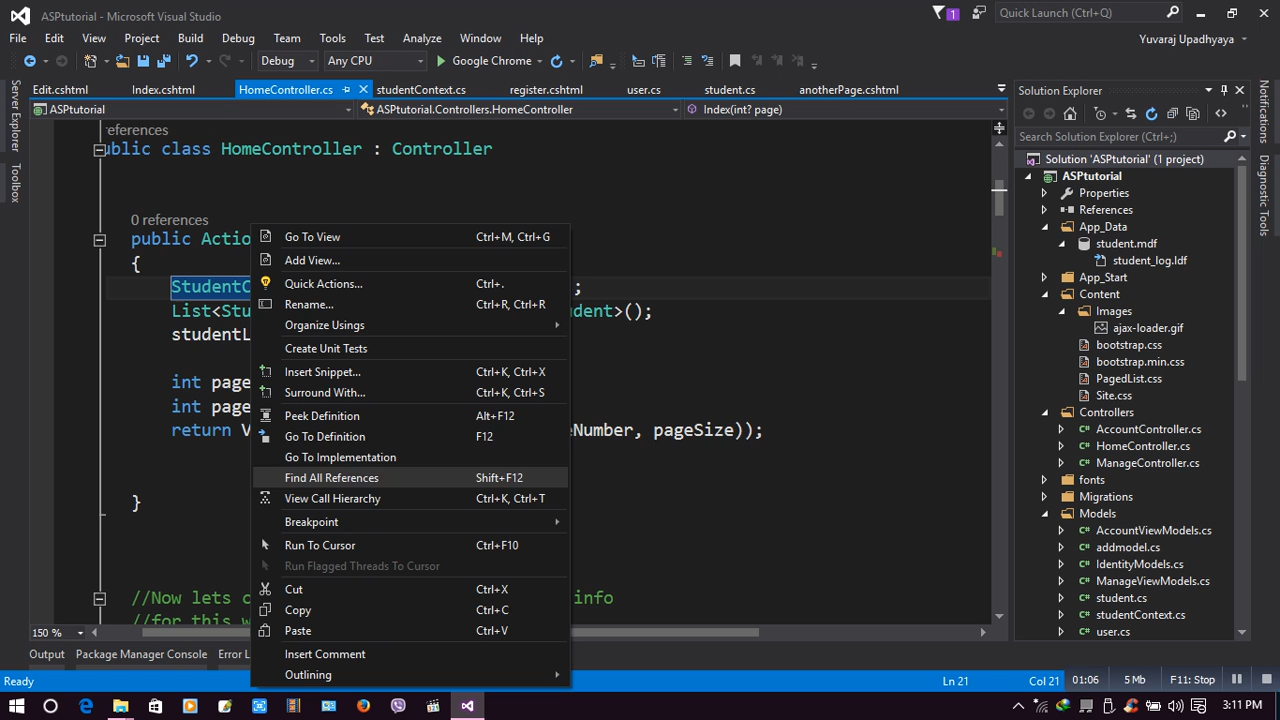 ASPtutorial - Microsoft Visual Studio
1
Quick Launch (Ctrl+Q)
File Edit View Project Build Debug Team Tools Test Analyze Window Help
Yuvaraj Upadhyaya
Debug Any CPU Google Chrome
Edit.cshtml Index.cshtml HomeController.cs studentContext.cs register.cshtml user.cs student.cs anotherPage.cshtml
ASPtutorial ASPtutorial.Controllers.HomeController Index(int? page)
Server Explorer
Toolbox
references
ublic class HomeController : Controller
0 references
public Actio
{
StudentC ;
List<Stu udent>();
studentL
int page
int page
return V eNumber, pageSize));
}
//Now lets c info
//for this w
Go To View Ctrl+M, Ctrl+G
Add View...
Quick Actions... Ctrl+.
Rename... Ctrl+R, Ctrl+R
Organize Usings
Create Unit Tests
Insert Snippet... Ctrl+K, Ctrl+X
Surround With... Ctrl+K, Ctrl+S
Peek Definition Alt+F12
Go To Definition F12
Go To Implementation
Find All References Shift+F12
View Call Hierarchy Ctrl+K, Ctrl+T
Breakpoint
Run To Cursor Ctrl+F10
Run Flagged Threads To Cursor
Cut Ctrl+X
Copy Ctrl+C
Paste Ctrl+V
Insert Comment
Outlining
Solution Explorer
Search Solution Explorer (Ctrl+;)
Solution 'ASPtutorial' (1 project)
ASPtutorial
Properties
References
App_Data
student.mdf
student_log.ldf
App_Start
Content
Images
ajax-loader.gif
bootstrap.css
bootstrap.min.css
PagedList.css
Site.css
Controllers
C# AccountController.cs
C# HomeController.cs
C# ManageController.cs
fonts
Migrations
Models
C# AccountViewModels.cs
C# addmodel.cs
C# IdentityModels.cs
C# ManageViewModels.cs
C# student.cs
C# studentContext.cs
C# user.cs
Notifications
Diagnostic Tools
150 %
Output Package Manager Console Error L
Ready Ln 21 Col 21 01:06 5 Mb F11: Stop
3:11 PM